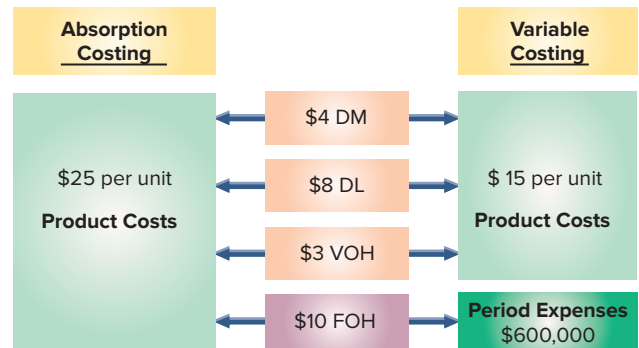 Absorption
Costing
Variable
Costing
$25 per unit
Product Costs
$4 DM
$8 DL
$3 VOH
$10 FOH
$ 15 per unit
Product Costs
Period Expenses
$600,000